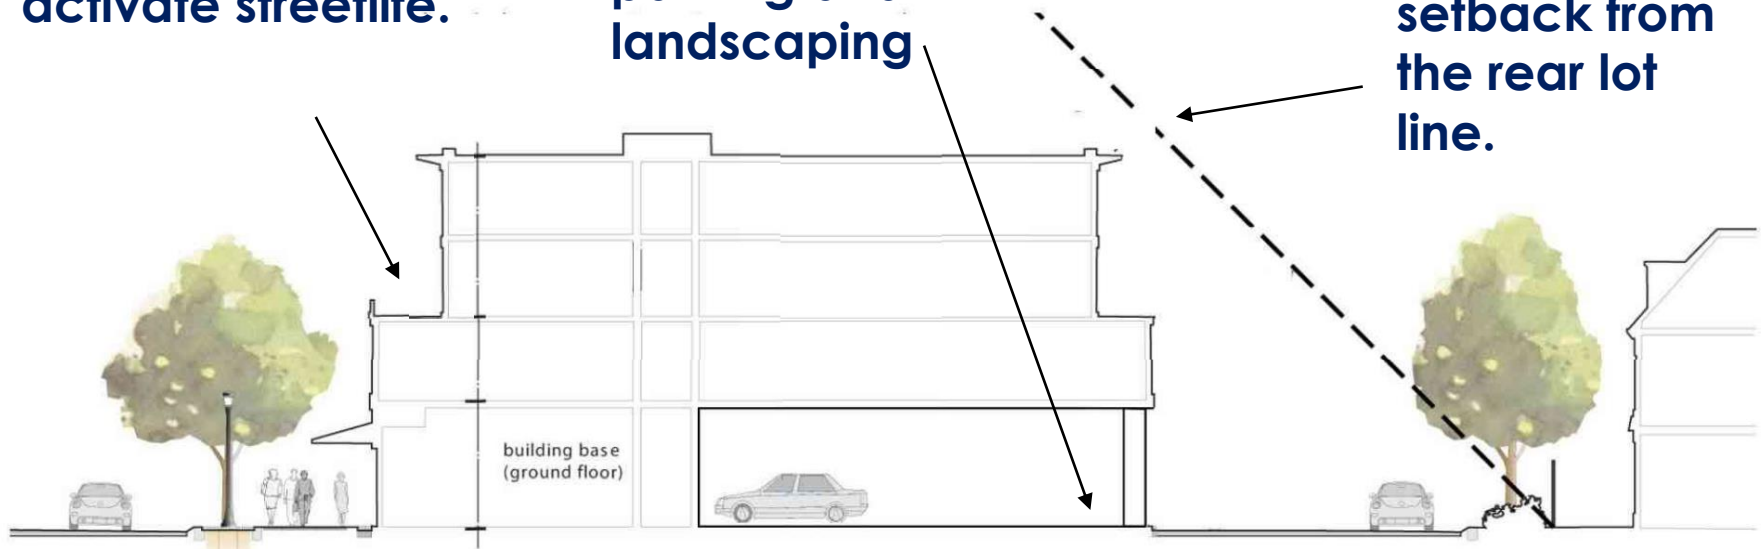 activate streetlife.
landscaping
setback from
the rear lot
line.
building base
(ground floor)